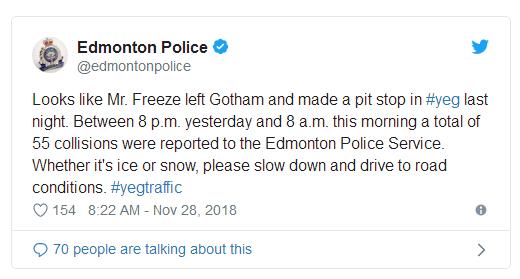 Edmonton Police
@edmontonpolice
Looks like Mr. Freeze left Gotham and made a pit stop in #yeg last
night. Between 8 p.m. yesterday and 8 a.m. this morning a total of
55 collisions were reported to the Edmonton Police Service.
Whether it's ice or snow, please slow down and drive to road
conditions. #yegtraffic
154 8:22 AM - Nov 28, 2018
70 people are talking about this